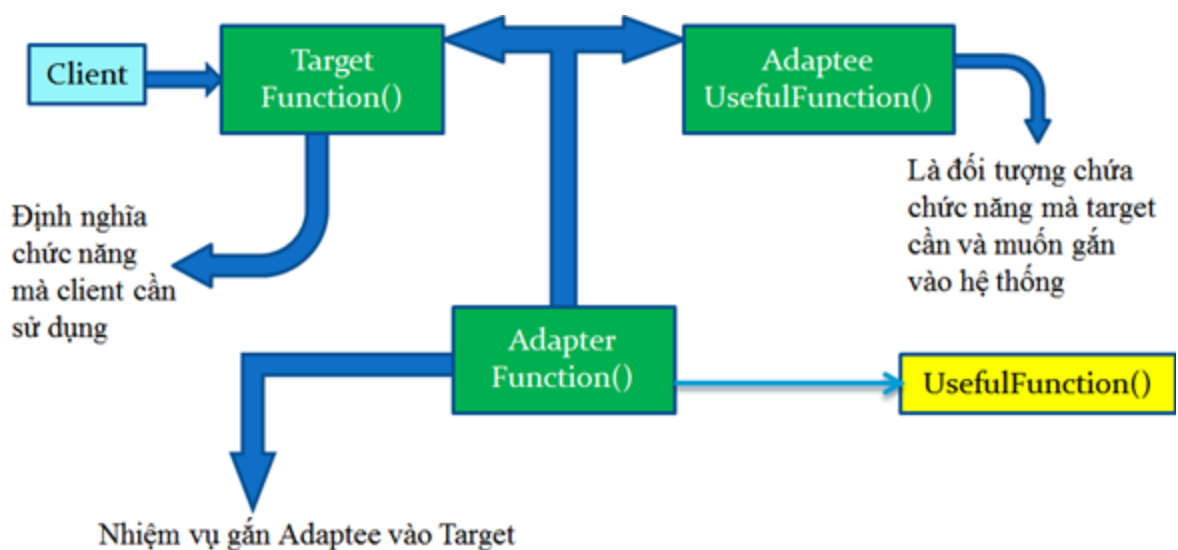 Client
Target
Function()
Adaptee
UsefulFunction()
Là đối tượng chứa
chức năng mà target
cần và muốn gắn
vào hệ thống
Định nghĩa
chức năng
mà client cần
sử dụng
Adapter
Function()
UsefulFunction()
Nhiệm vụ gắn Adaptee vào Target